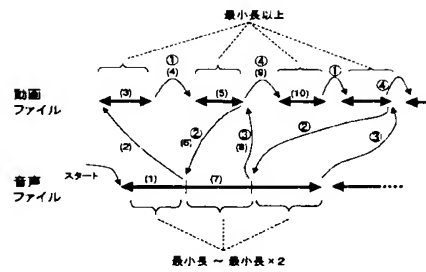 最小長以上
① ④ ① ④
(4) (9)
(3) (5) (10)
動画
ファイル
② ③ ② ③
(2) (6) (8)
スタート
音声
ファイル
(1) (7)
最小長 ～ 最小長×2